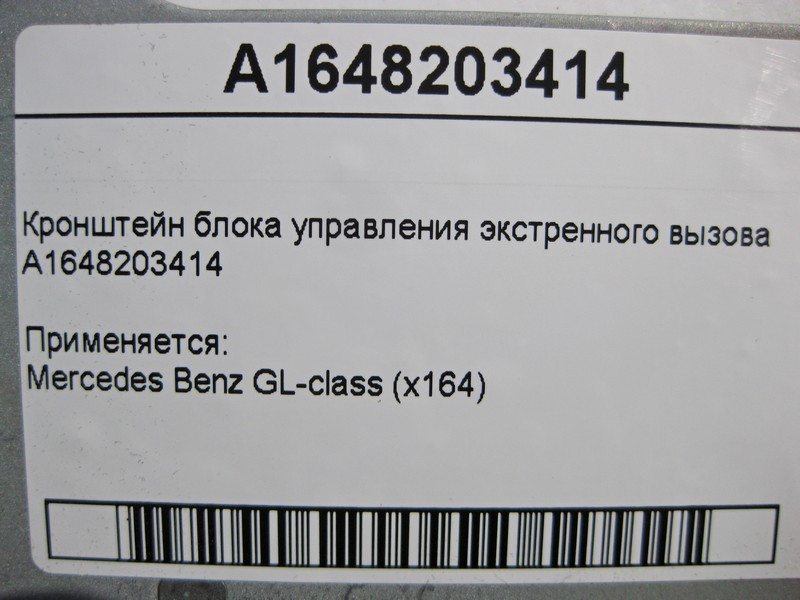 A1648203414
Кронштейн блока управления экстренного вызова
A1648203414
Применяется:
Mercedes Benz GL-class (x164)